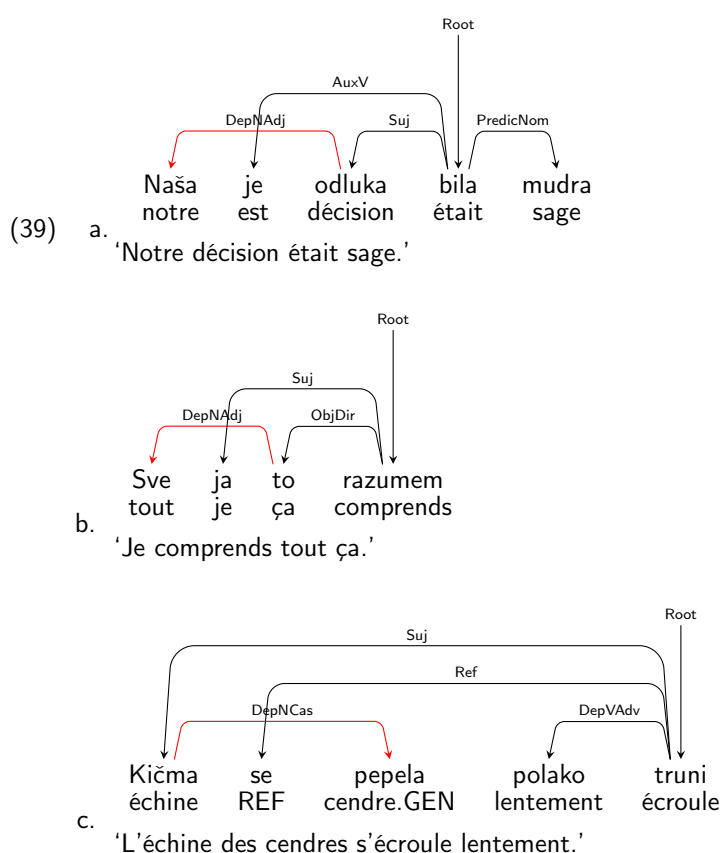 Root
AuxV
DepNAdj Suj PredicNom
Naša je odluka bila mudra
notre est décision était sage
(39) a.
‘Notre décision était sage.’
Root
Suj
DepNAdj ObjDir
Sve ja to razumem
tout je ça comprends
b.
‘Je comprends tout ça.’
Root
Suj
Ref
DepNCas DepVAdv
Kičma se pepela polako truni
échine REF cendre.GEN lentement écroule
c.
‘L’échine des cendres s’écroule lentement.’